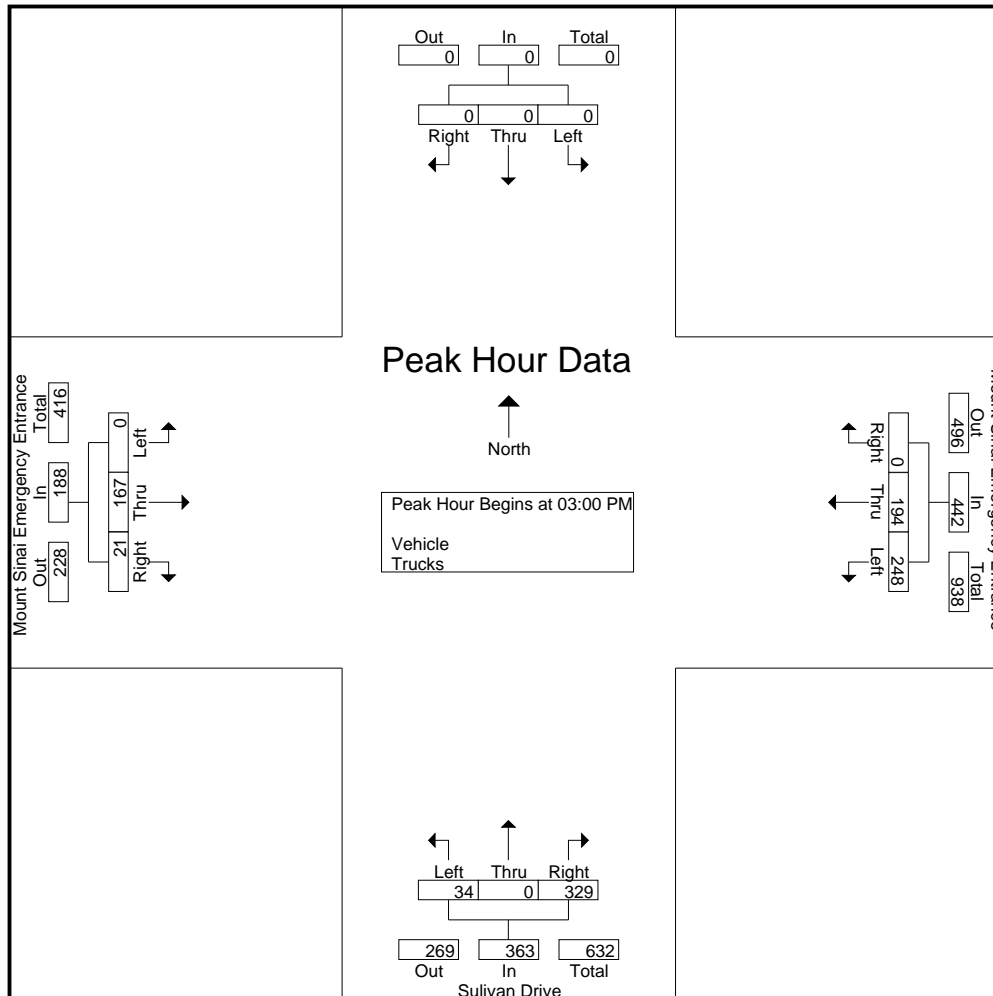 Out In Total
0 0 0
0 0 0
Right Thru Left
Peak Hour Data
North
Peak Hour Begins at 03:00 PM
Vehicle
Trucks
Mount Sinai Emergency Entrance
Out In Total
228 188 416
21 167 0
Right Thru Left
Out In Total
496 442 938
0 194 248
Right Thru Left
Left Thru Right
34 0 329
269 363 632
Out In Total
Sulivan Drive